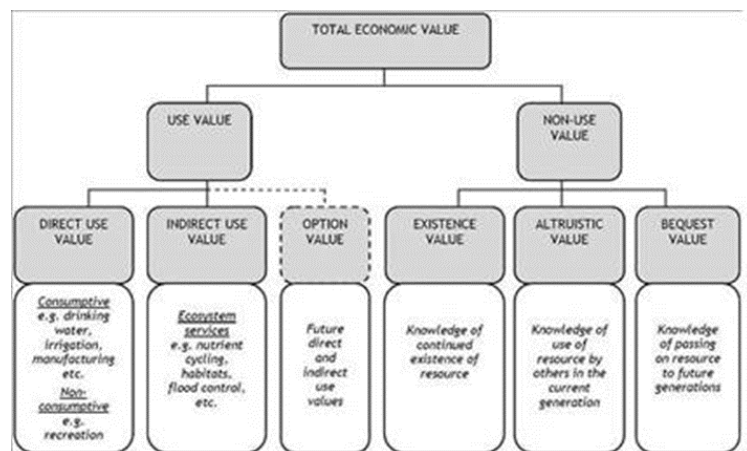 TOTAL ECONOMIC VALUE
USE VALUE
NON-USE
VALUE
DIRECT USE
VALUE
INDIRECT USE
VALUE
OPTION
VALUE
EXISTENCE
VALUE
ALTRUISTIC
VALUE
BEQUEST
VALUE
Consumptive
e.g. drinking
water,
irrigation,
manufacturing
etc.
Non-
consumptive
e.g.
recreation
Ecosystem
services
e.g. nutrient
cycling,
habitats,
flood control,
etc.
Future
direct
and
indirect
use
values
Knowledge of
continued
existence of
resource
Knowledge of
use of
resource by
others in the
current
generation
Knowledge
of passing
on resource
to future
generations